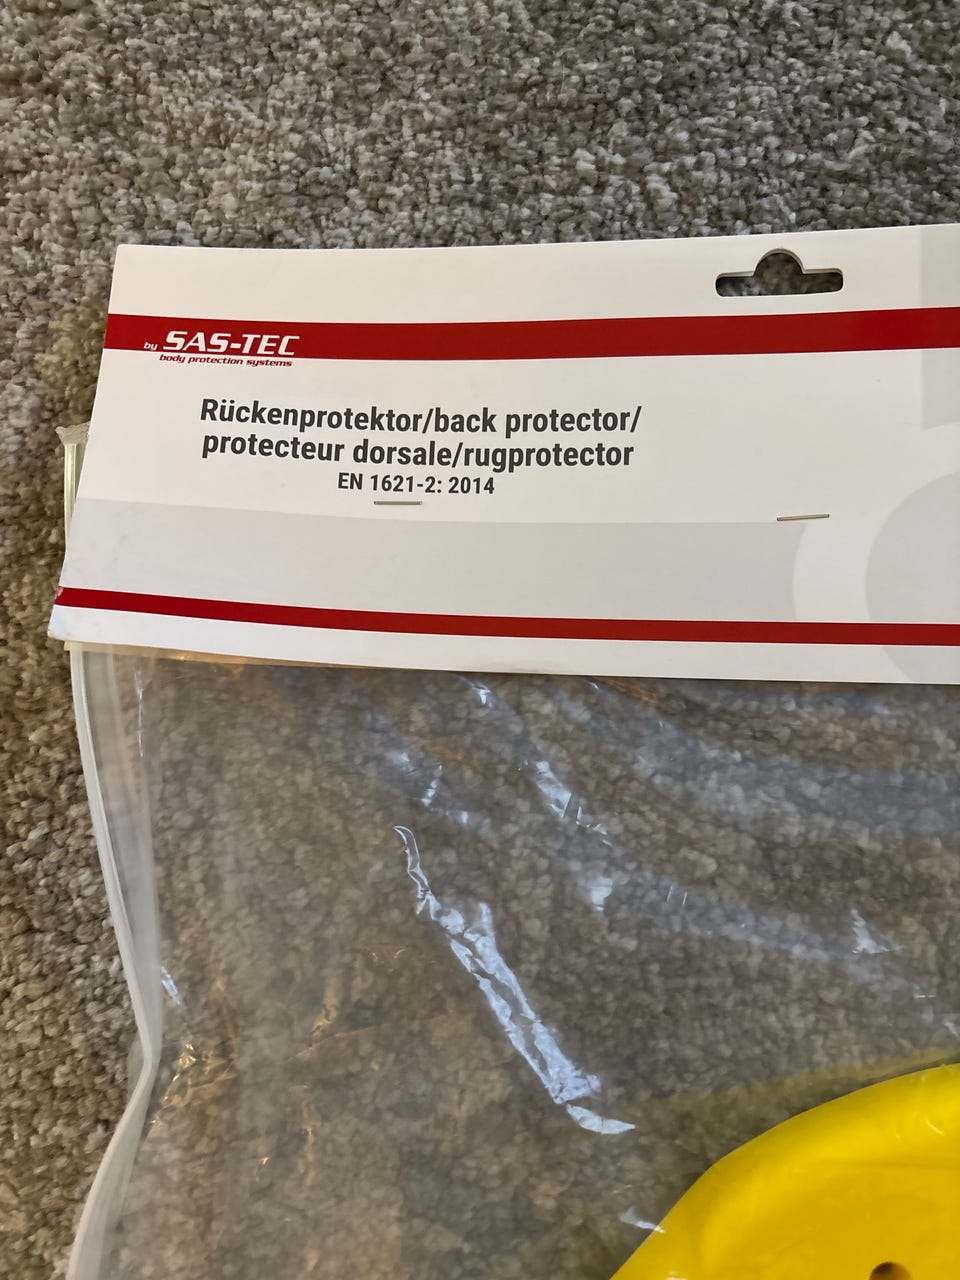 by SAS-TEC
body protection systems
Rückenprotektor/back protector/
protecteur dorsale/rugprotector
EN 1621-2: 2014